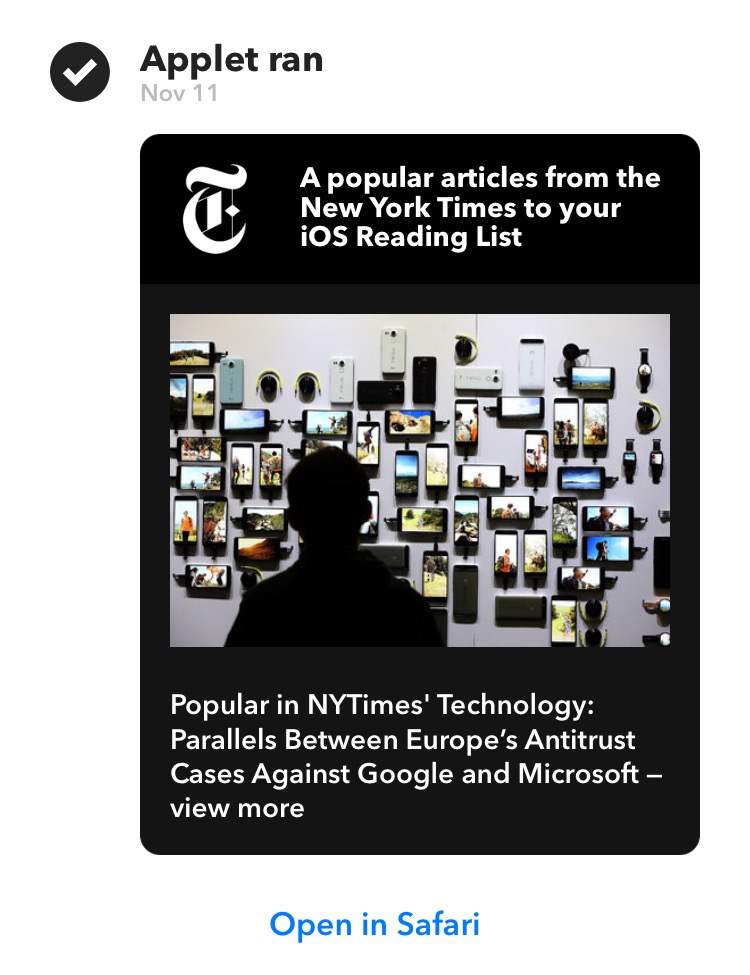 Applet ran
Nov 11
A popular articles from the
New York Times to your
iOS Reading List
Popular in NYTimes' Technology:
Parallels Between Europe’s Antitrust
Cases Against Google and Microsoft —
view more
Open in Safari